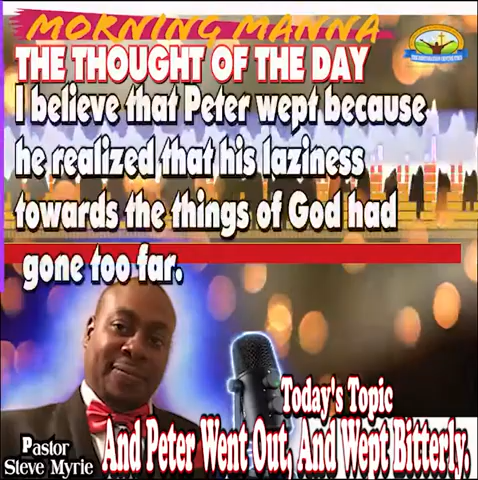 MORNING MANNA
THE THOUGHT OF THE DAY
I believe that Peter wept because
he realized,that his laziness
towards the things of God had
gone too far.
Today's Topic
And Peter Went Out, And Wept Bitterly.
Pastor
Steve Myrie